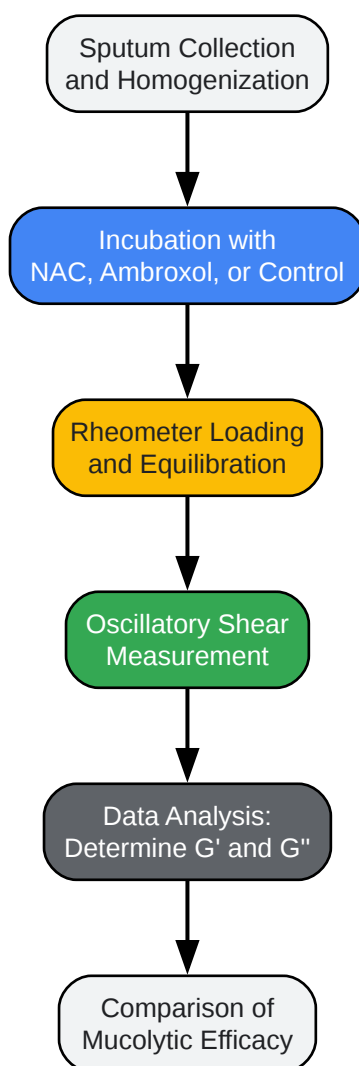 Sputum Collection
and Homogenization
Incubation with
NAC, Ambroxol, or Control
Rheometer Loading
and Equilibration
Oscillatory Shear
Measurement
Data Analysis:
Determine G' and G"
Comparison of
Mucolytic Efficacy